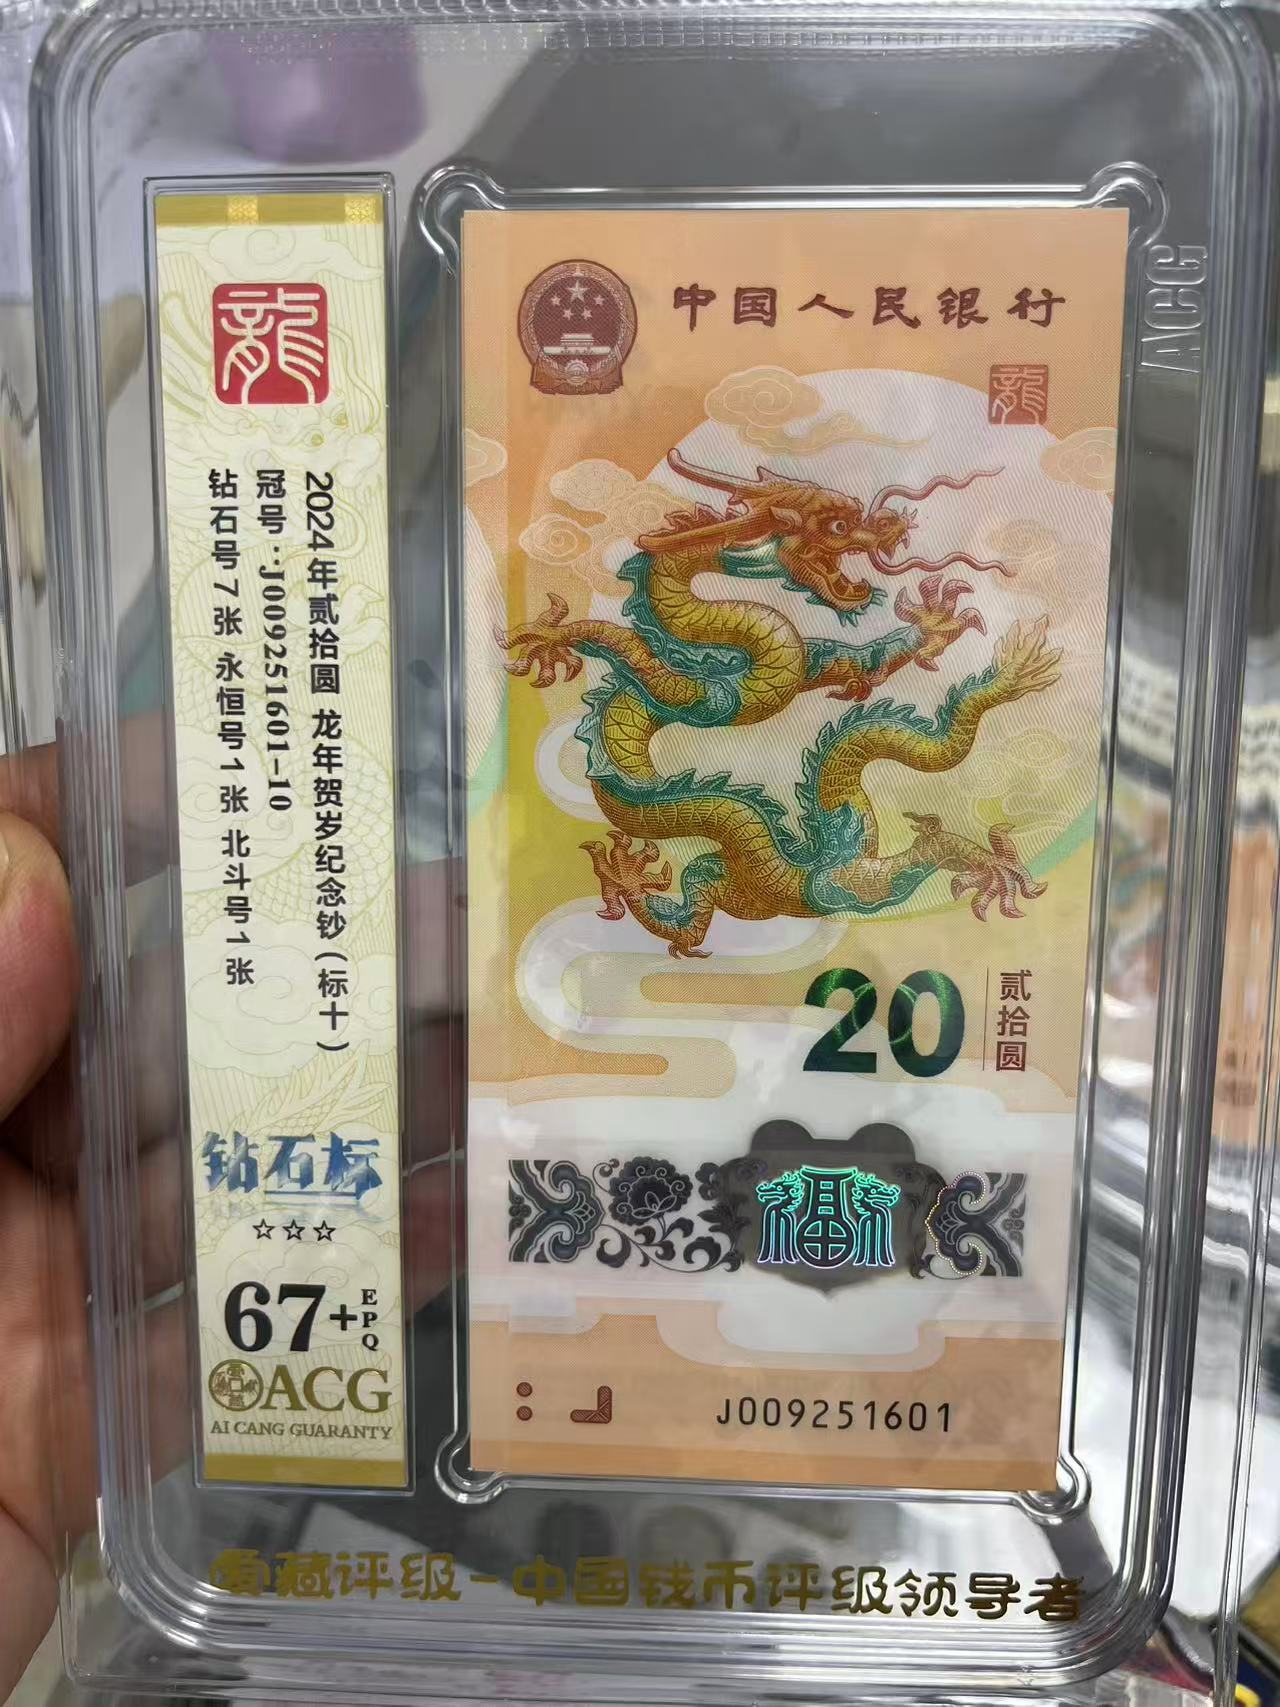 龍
2024年贰拾圆 龙年贺岁纪念钞(标十)
冠号:J009251601-10
钻石号7张 永恒号1张 北斗号1张
钻石标
☆☆☆
67+EPQ
ACG
AI CANG GUARANTY
中国人民银行
龍
20
贰拾圆
福
J009251601
ACG
爱藏评级-中国钱币评级领导者